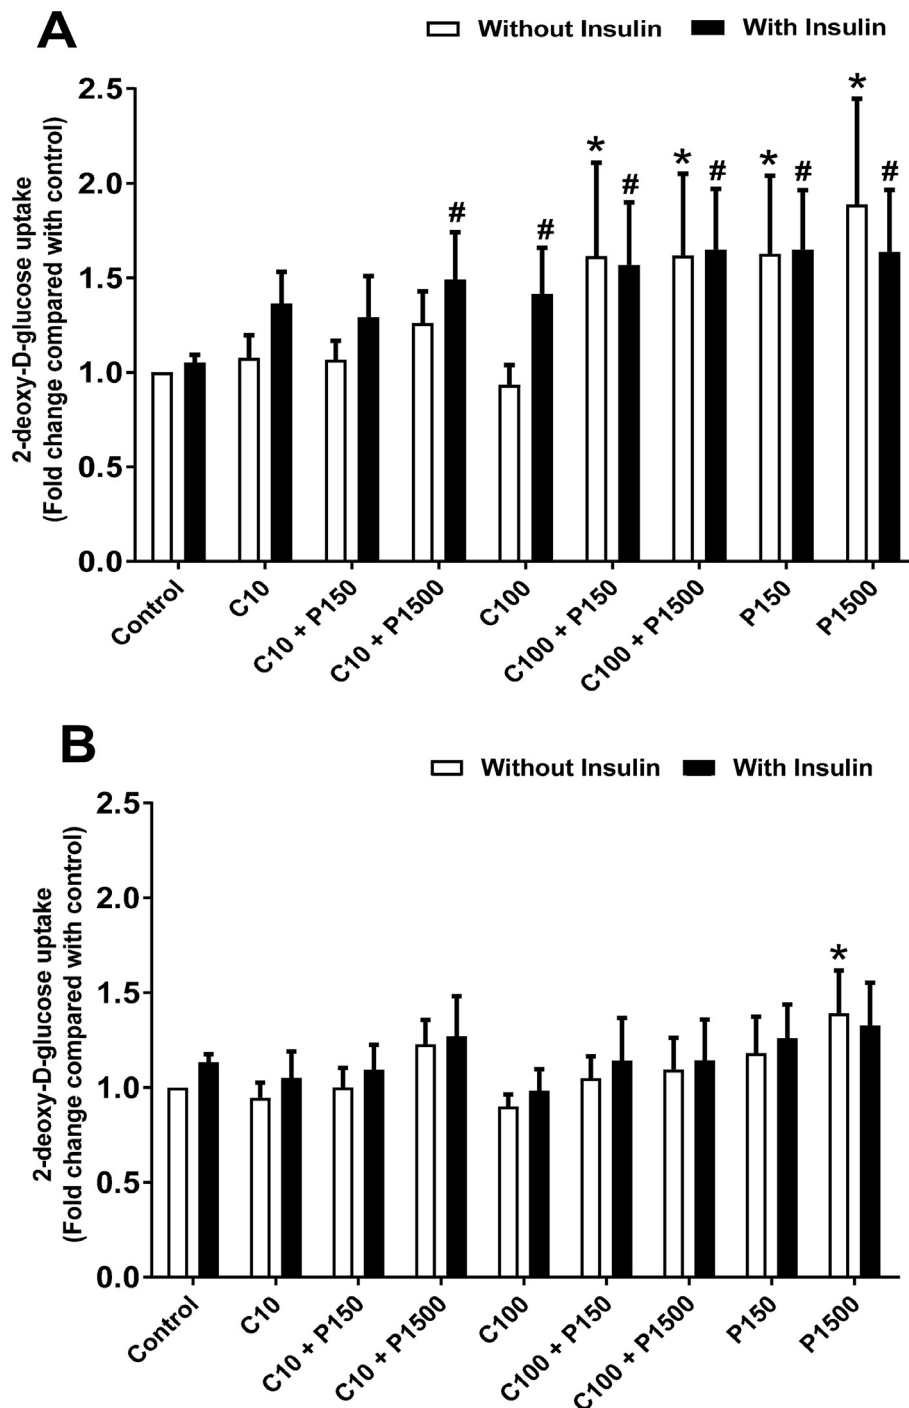 A
Without Insulin With Insulin
2-deoxy-D-glucose uptake
(Fold change compared with control)
2.5
2.0
1.5
1.0
0.5
0.0
*
#
#
*
#
*
#
*
#
*
#
Control
C10
C10 + P150
C10 + P1500
C100
C100 + P150
C100 + P1500
P150
P1500
B
Without Insulin With Insulin
2-deoxy-D-glucose uptake
(Fold change compared with control)
2.5
2.0
1.5
1.0
0.5
0.0
*
Control
C10
C10 + P150
C10 + P1500
C100
C100 + P150
C100 + P1500
P150
P1500